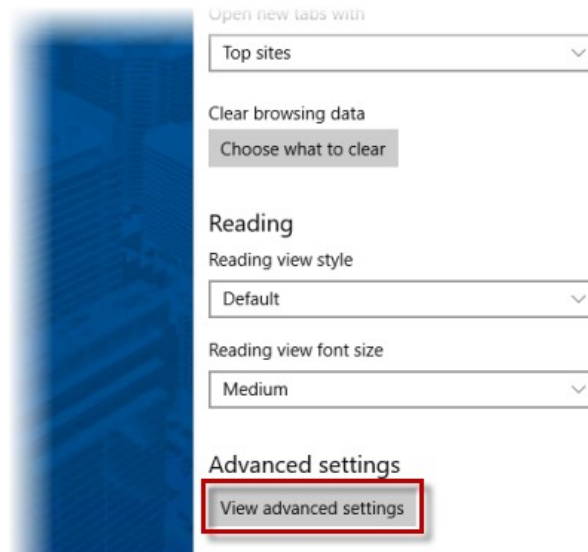 Open new tabs with
Top sites
Clear browsing data
Choose what to clear
Reading
Reading view style
Default
Reading view font size
Medium
Advanced settings
View advanced settings